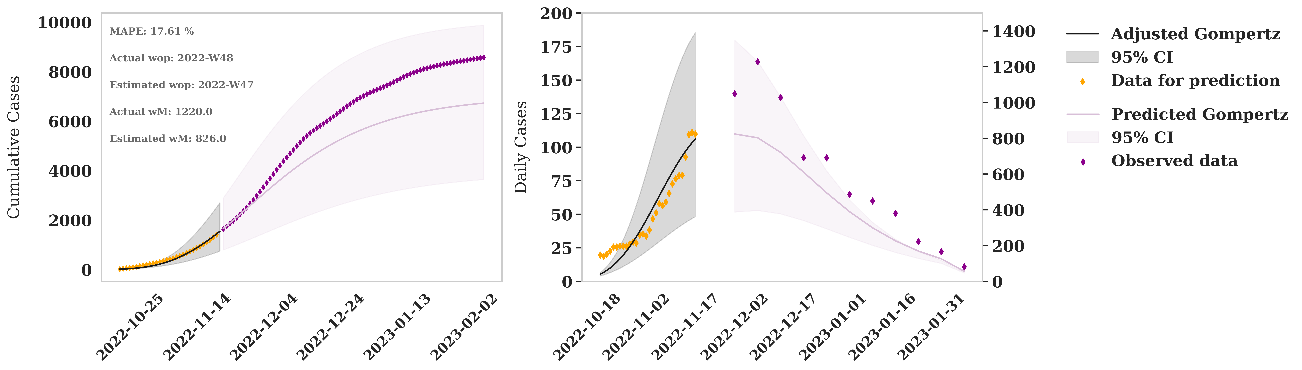 MAPE: 17.61 %
Actual wop: 2022-W48
Estimated wop: 2022-W47
Actual wM: 1220.0
Estimated wM: 826.0
Cumulative Cases
10000
8000
6000
4000
2000
0
2022-10-25
2022-11-14
2022-12-04
2022-12-24
2023-01-13
2023-02-02
Daily Cases
200
175
150
125
100
75
50
25
0
1400
1200
1000
800
600
400
200
0
2022-10-18
2022-11-02
2022-11-17
2022-12-02
2022-12-17
2023-01-01
2023-01-16
2023-01-31
Adjusted Gompertz
95% CI
Data for prediction
Predicted Gompertz
95% CI
Observed data